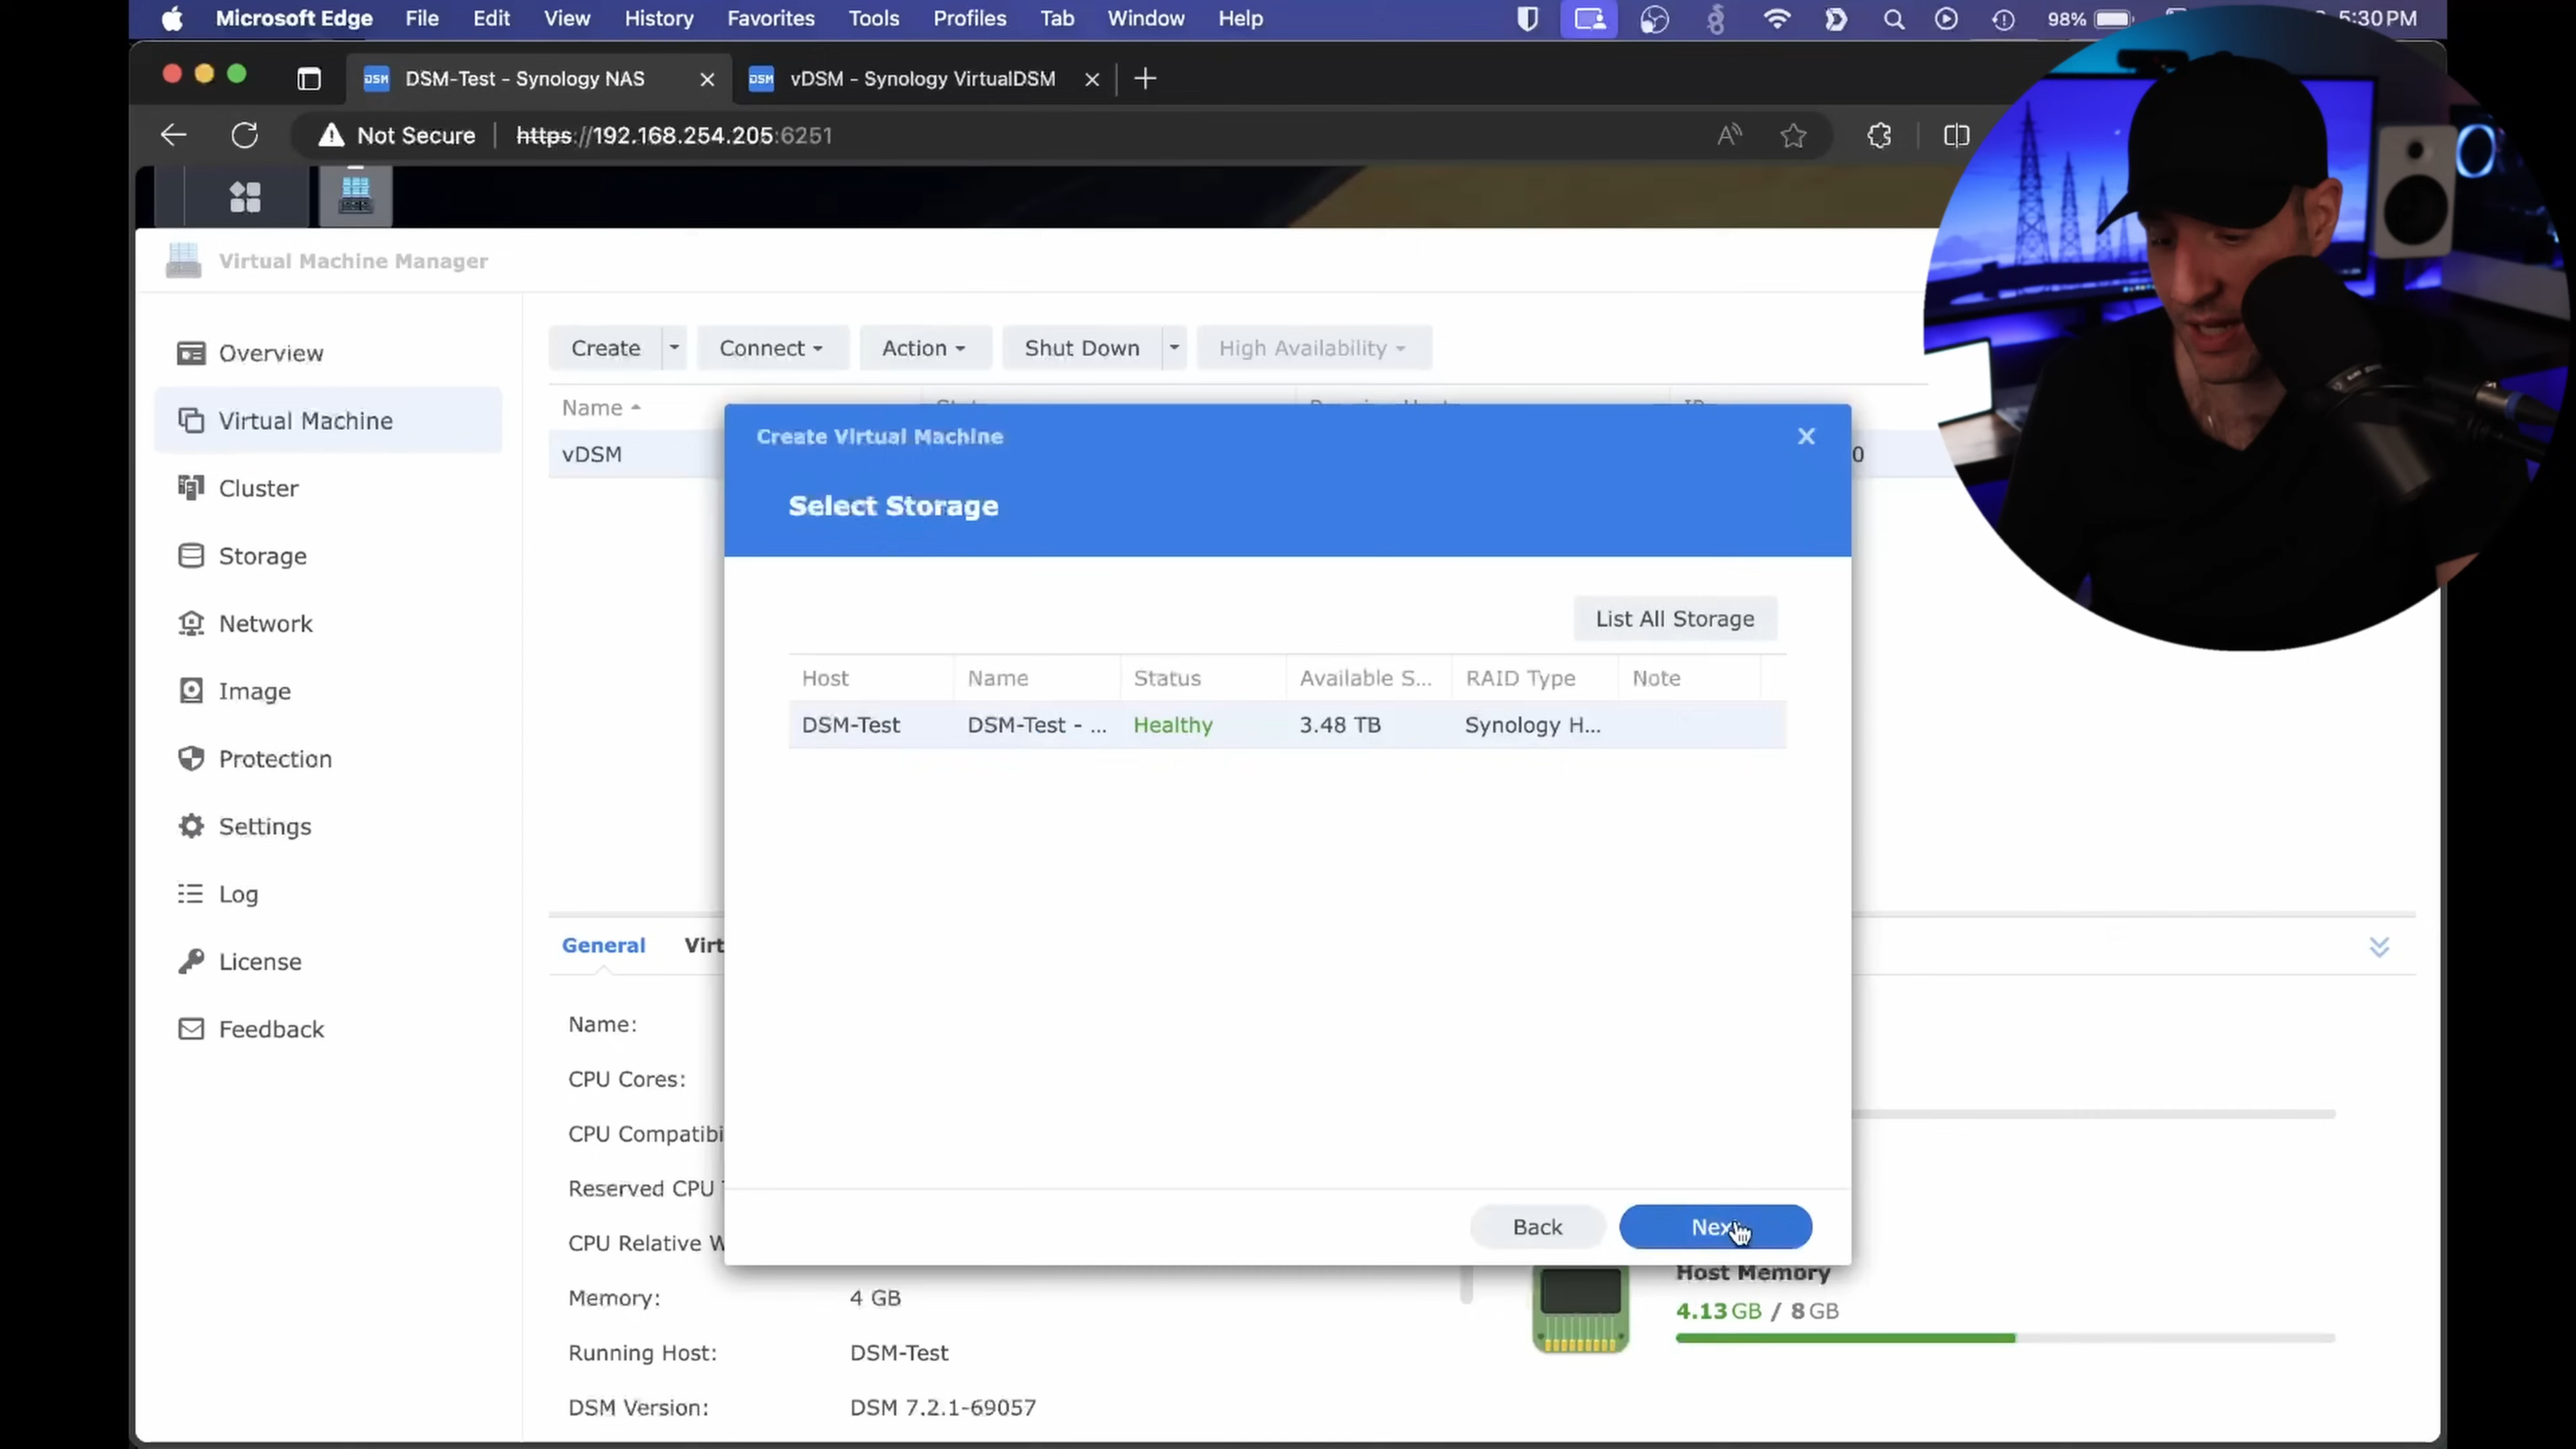 Microsoft Edge File Edit View History Favorites Tools Profiles Tab Window Help 98% 5:30 PM
DSM DSM-Test - Synology NAS DSM vDSM - Synology VirtualDSM
Not Secure https://192.168.254.205:6251
Virtual Machine Manager
Overview
Virtual Machine
Cluster
Storage
Network
Image
Protection
Settings
Log
License
Feedback
Create Connect Action Shut Down High Availability
Name
vDSM 0
Create Virtual Machine
Select Storage
List All Storage
Host Name Status Available S... RAID Type Note
DSM-Test DSM-Test - ... Healthy 3.48 TB Synology H...
Back
General Virt
Name:
CPU Cores:
CPU Compatibi
Reserved CPU
CPU Relative W
Memory: 4 GB
Running Host: DSM-Test
DSM Version: DSM 7.2.1-69057
Host Memory
4.13 GB / 8 GB